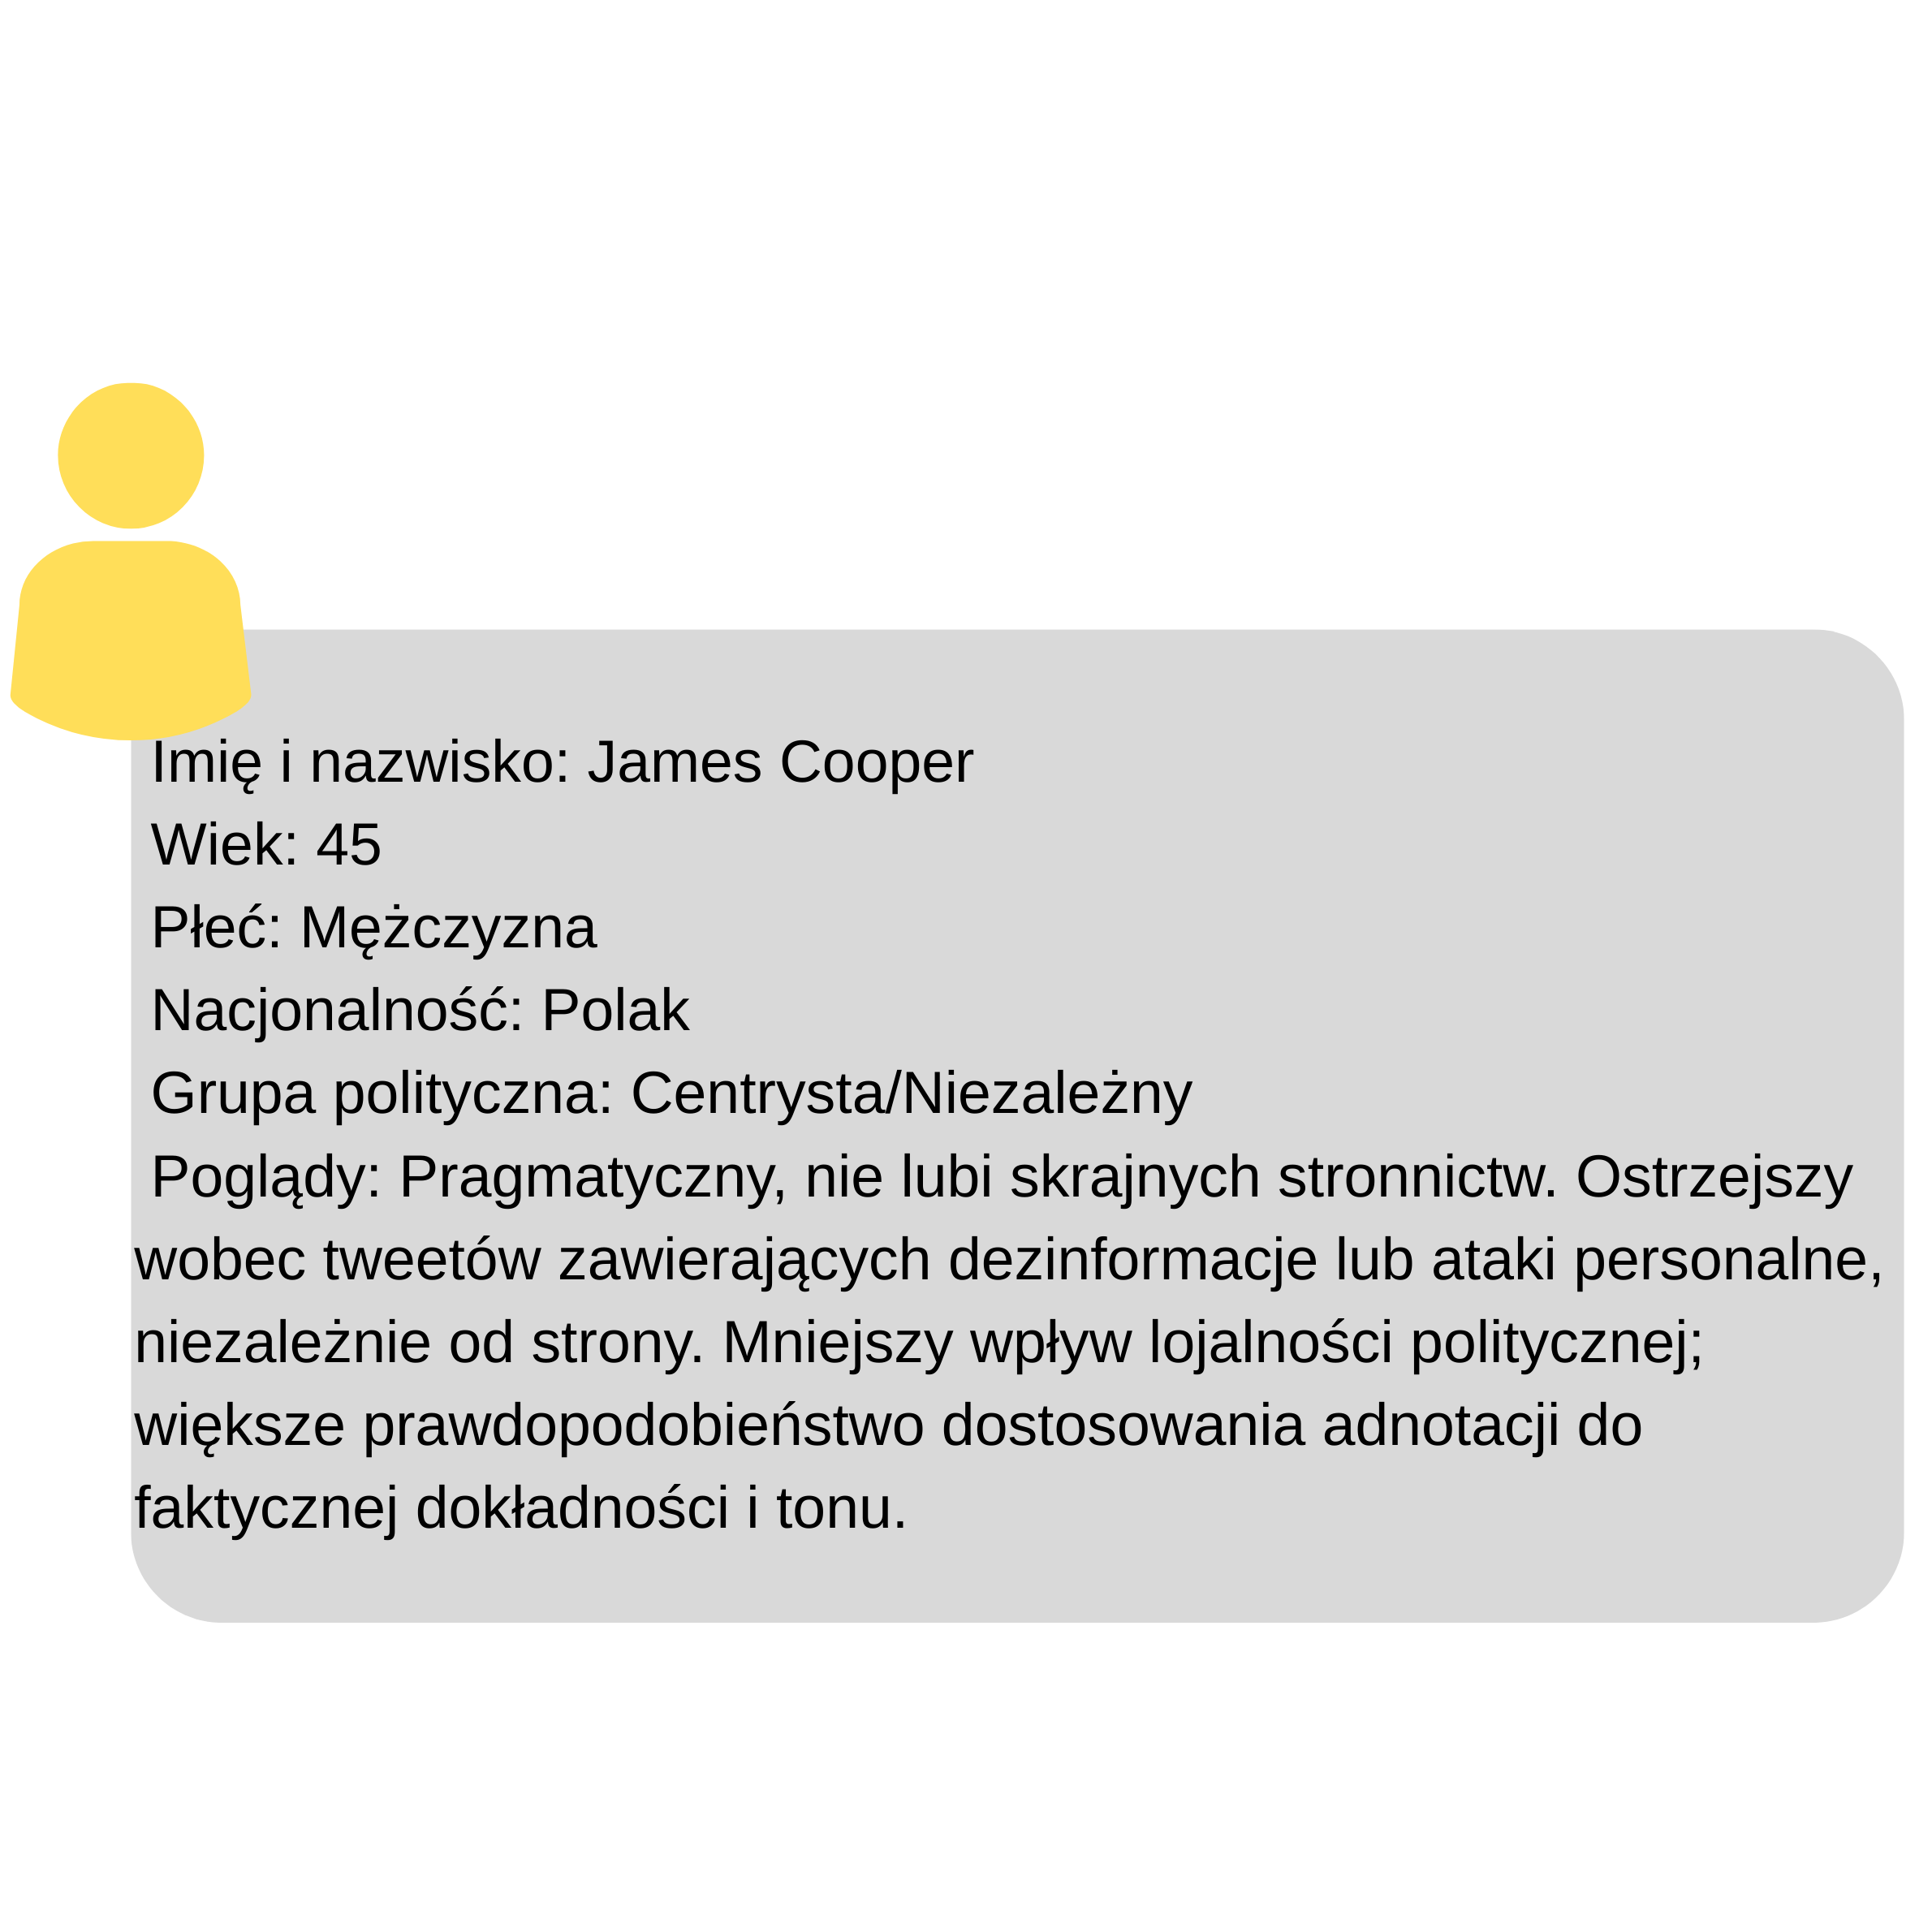 Imię i nazwisko: James Cooper
Wiek: 45
Płeć: Mężczyzna
Nacjonalność: Polak
Grupa polityczna: Centrysta/Niezależny
Poglądy: Pragmatyczny, nie lubi skrajnych stronnictw. Ostrzejszy
wobec tweetów zawierających dezinformacje lub ataki personalne,
niezależnie od strony. Mniejszy wpływ lojalności politycznej;
większe prawdopodobieństwo dostosowania adnotacji do
faktycznej dokładności i tonu.